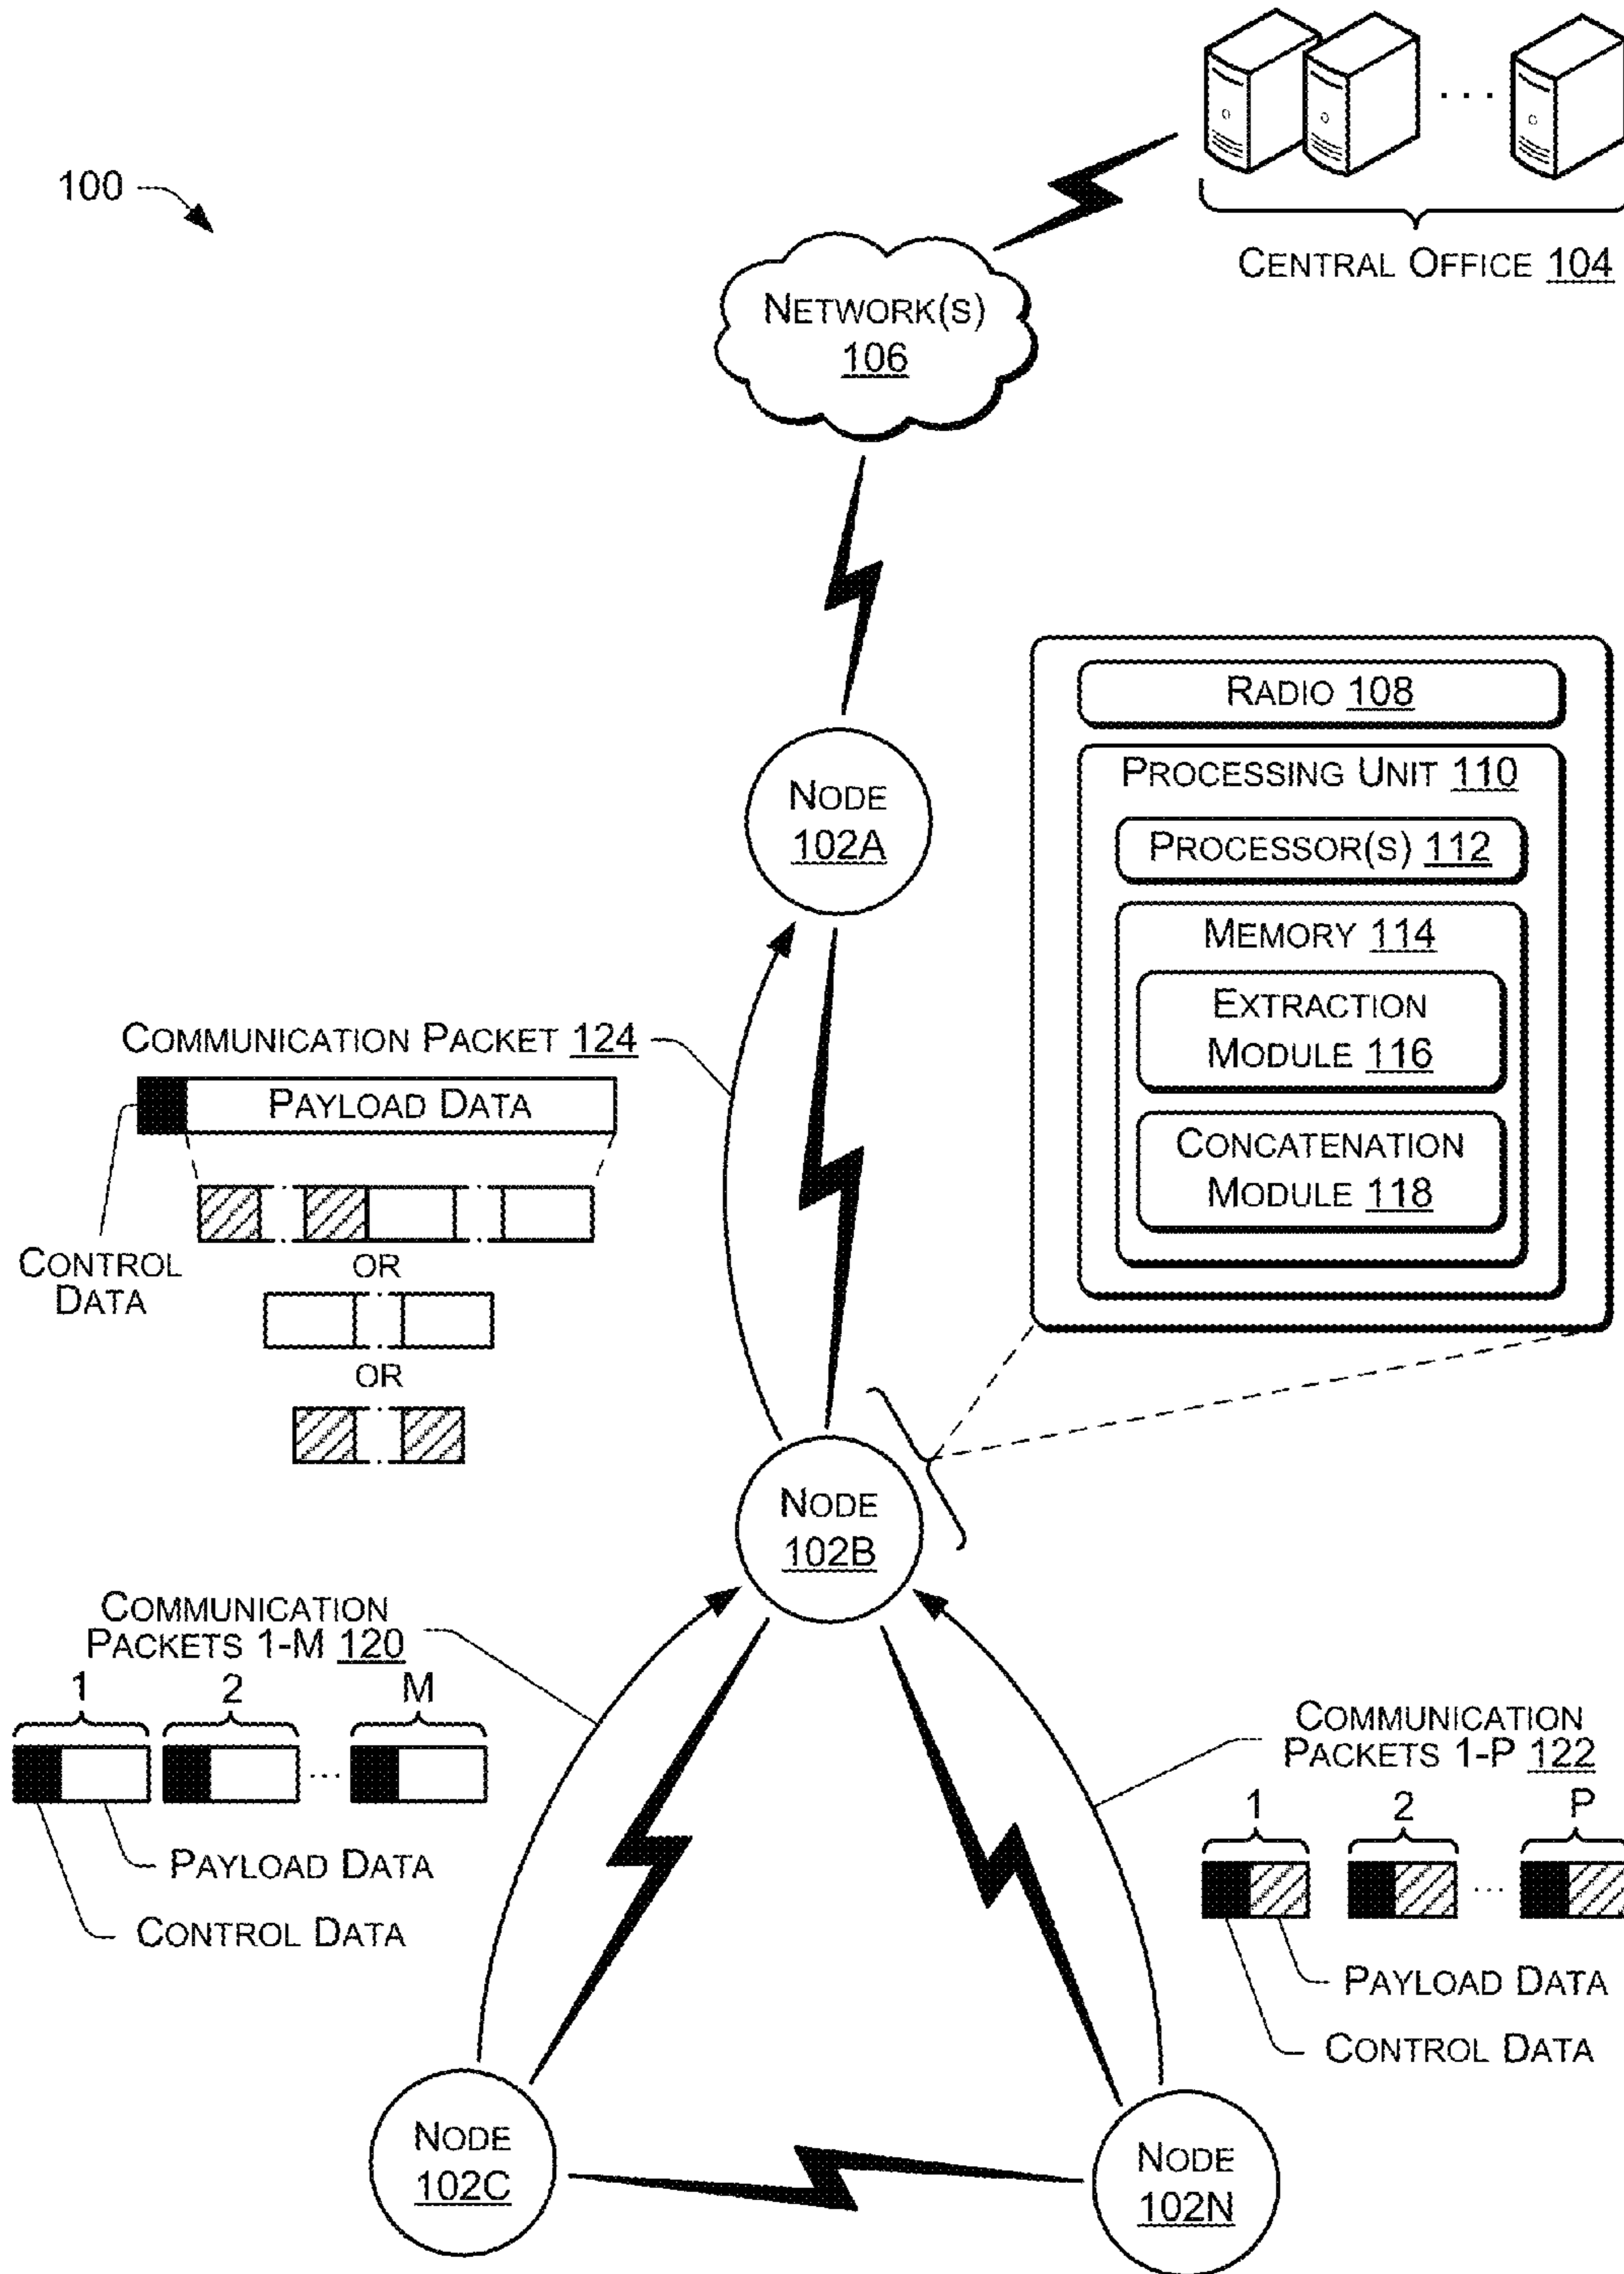 100
CENTRAL OFFICE 104
NETWORK(S)
106
RADIO 108
PROCESSING UNIT 110
PROCESSOR(S) 112
MEMORY 114
EXTRACTION
MODULE 116
CONCATENATION
MODULE 118
NODE
102A
COMMUNICATION PACKET 124
PAYLOAD DATA
CONTROL
DATA
OR
OR
NODE
102B
COMMUNICATION
PACKETS 1-M 120
1 2 ... M
PAYLOAD DATA
CONTROL DATA
COMMUNICATION
PACKETS 1-P 122
1 2 ... P
PAYLOAD DATA
CONTROL DATA
NODE
102C
NODE
102N